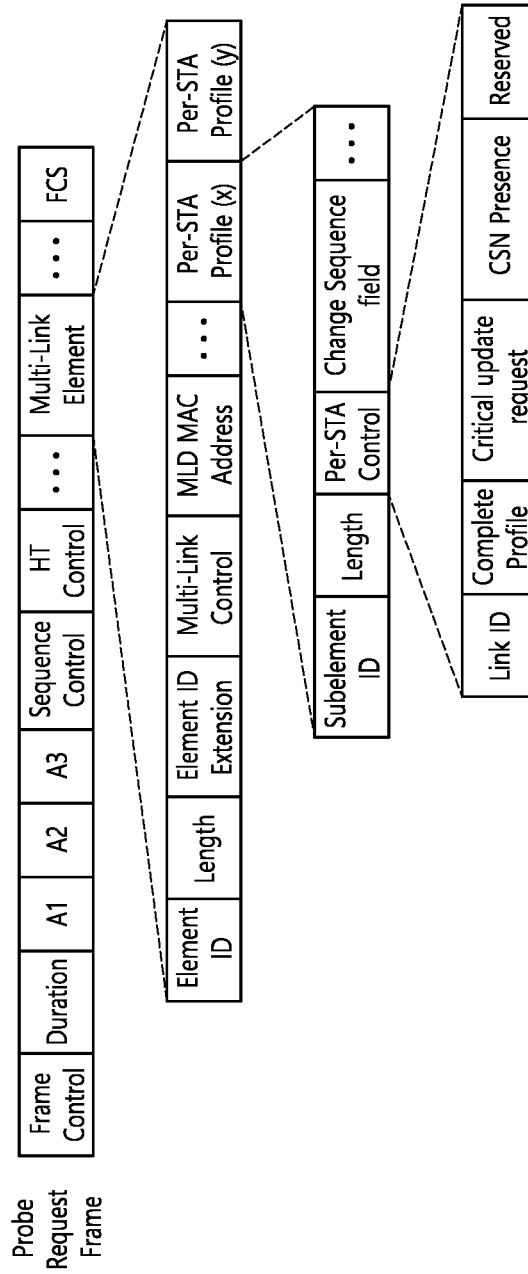 Probe
Request
Frame
Frame
Control
Duration
A1
A2
A3
Sequence
Control
HT
Control
...
Multi-Link
Element
...
FCS
Element
ID
Length
Element ID
Extension
Multi-Link
Control
MLD MAC
Address
...
Per-STA
Profile (x)
Per-STA
Profile (y)
Subelement
ID
Length
Per-STA
Control
Change Sequence
field
...
Link ID
Complete
Profile
Critical update
request
CSN Presence
Reserved